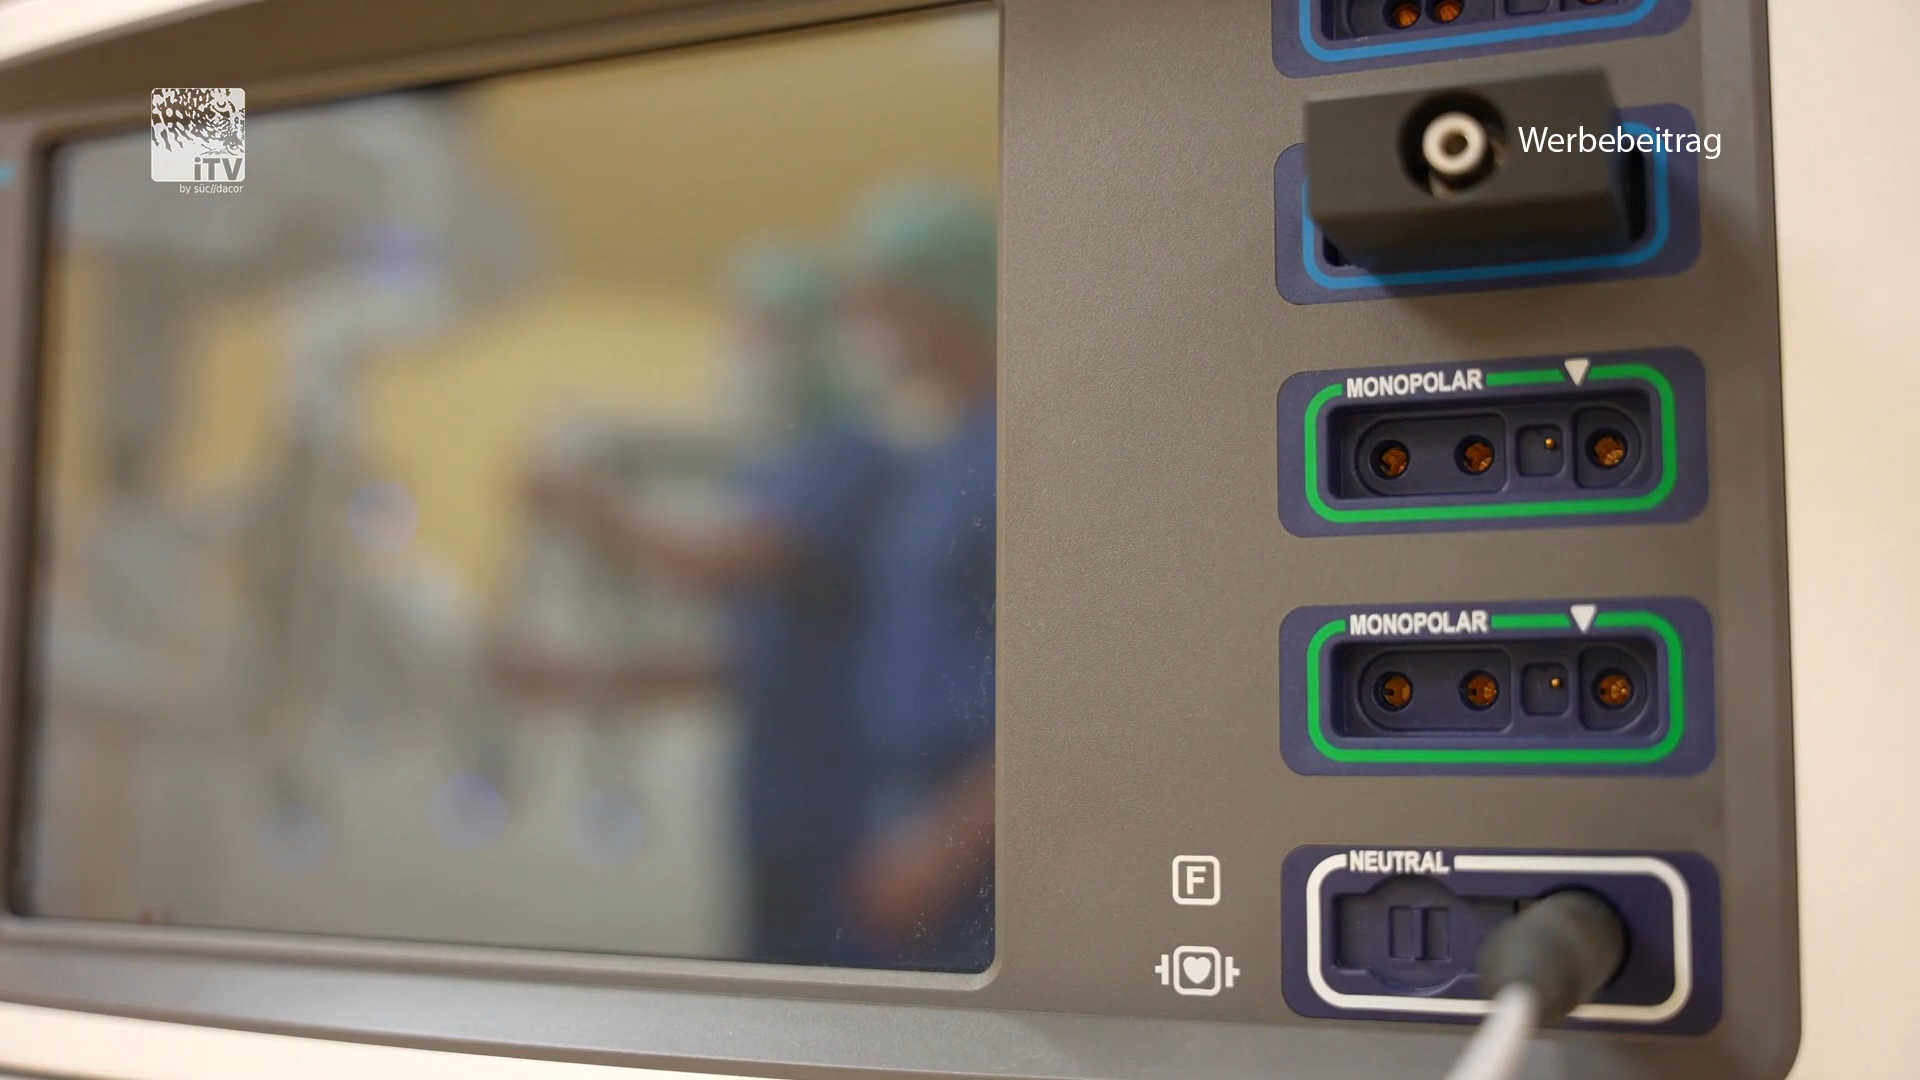 iTV
by süc//dacor
Werbebeitrag
MONOPOLAR
MONOPOLAR
F
NEUTRAL